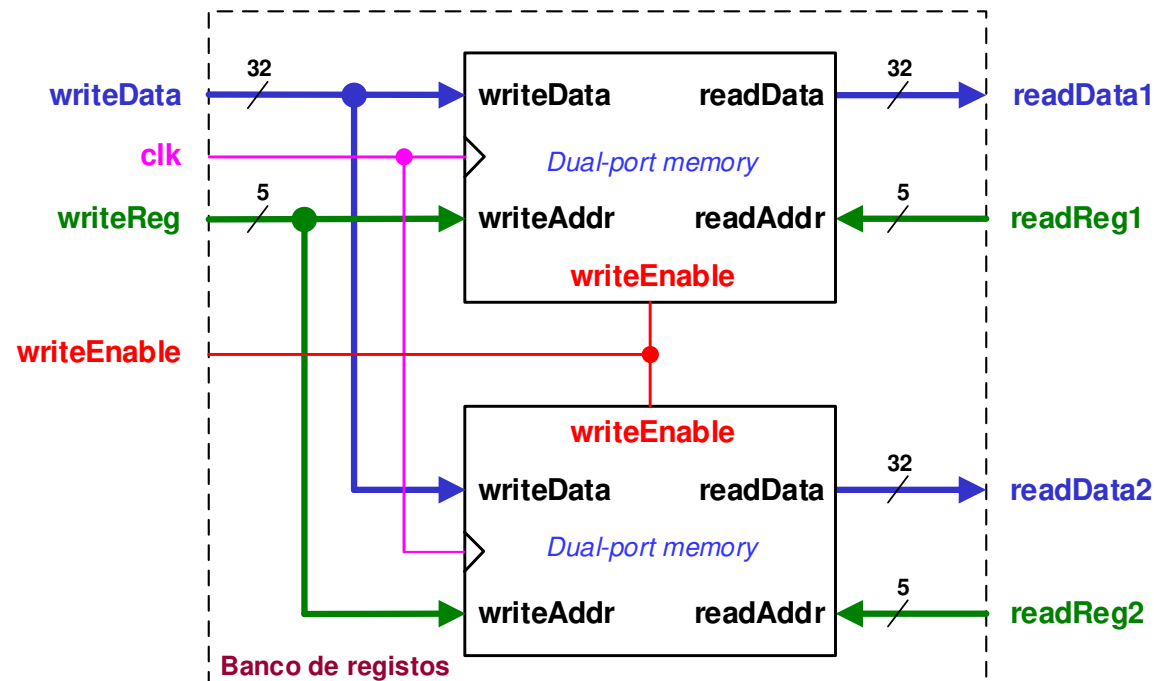 32
32
writeData
writeData
readData
readData1
clk
Dual-port memory
5
5
writeReg
writeAddr
readAddr
readReg1
writeEnable
writeEnable
writeEnable
32
writeData
readData
readData2
Dual-port memory
5
writeAddr
readAddr
readReg2
Banco de registos